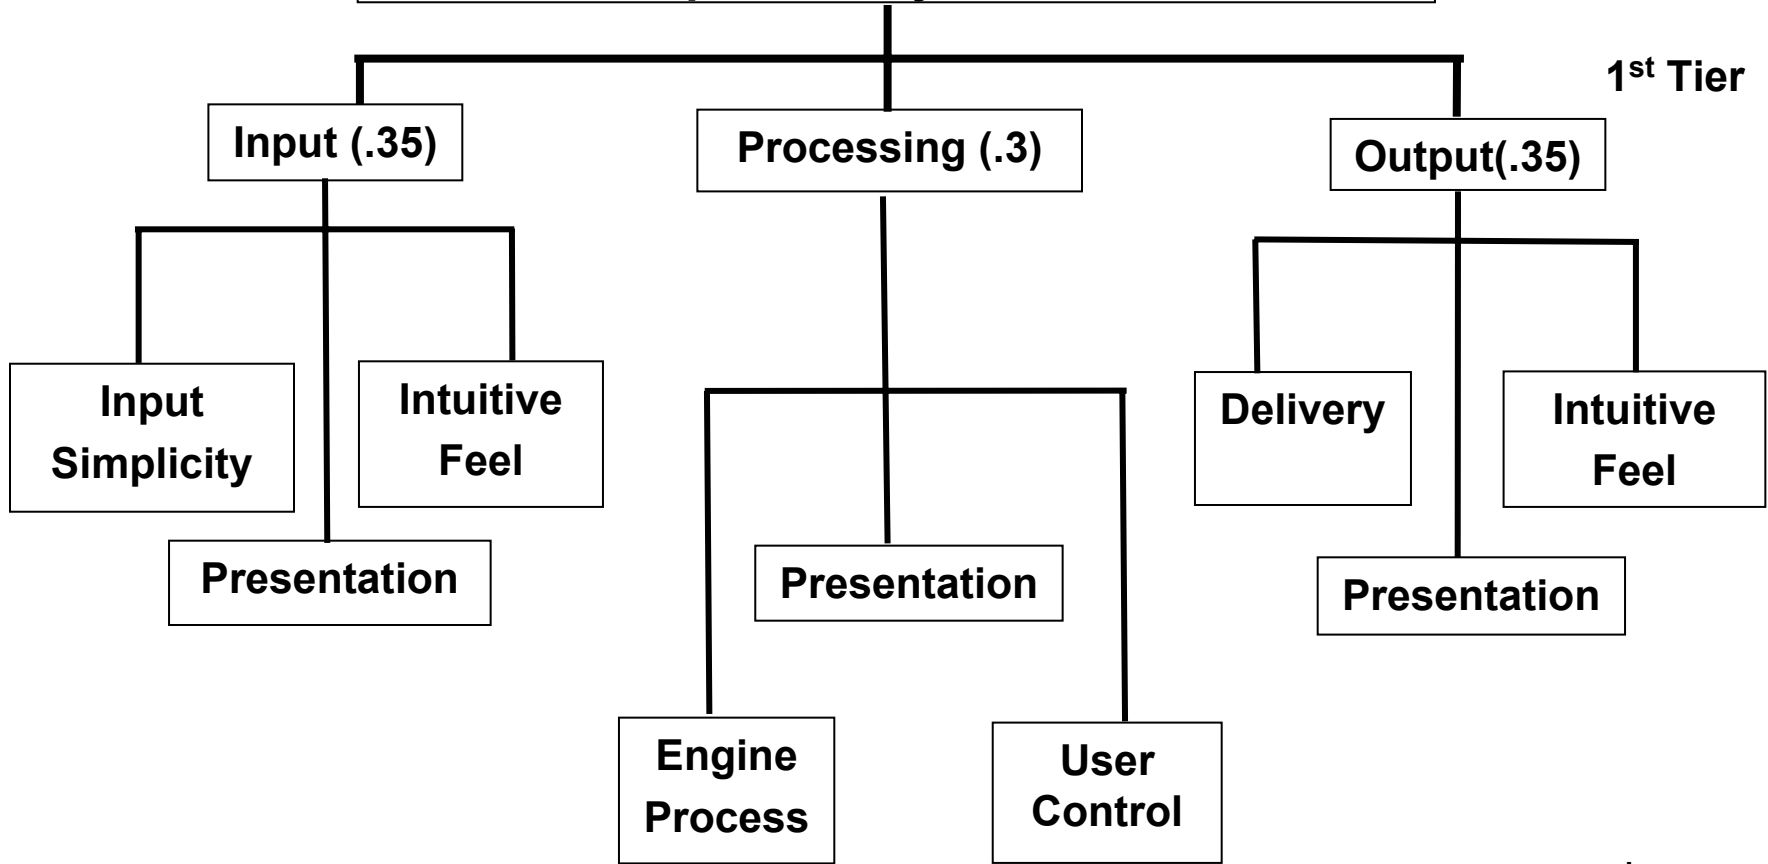 1st Tier
Input (.35)
Processing (.3)
Output(.35)
Input
Simplicity
Intuitive
Feel
Presentation
Presentation
Engine
Process
User
Control
Delivery
Intuitive
Feel
Presentation